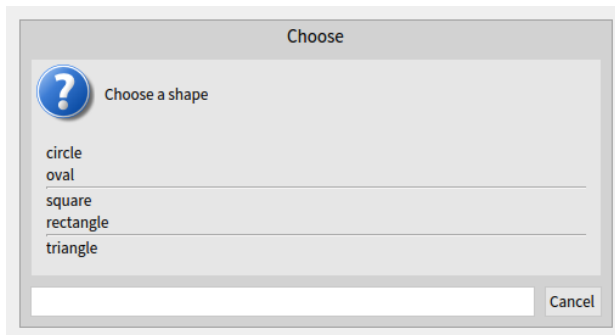 Choose
Choose a shape
circle
oval
square
rectangle
triangle
Cancel